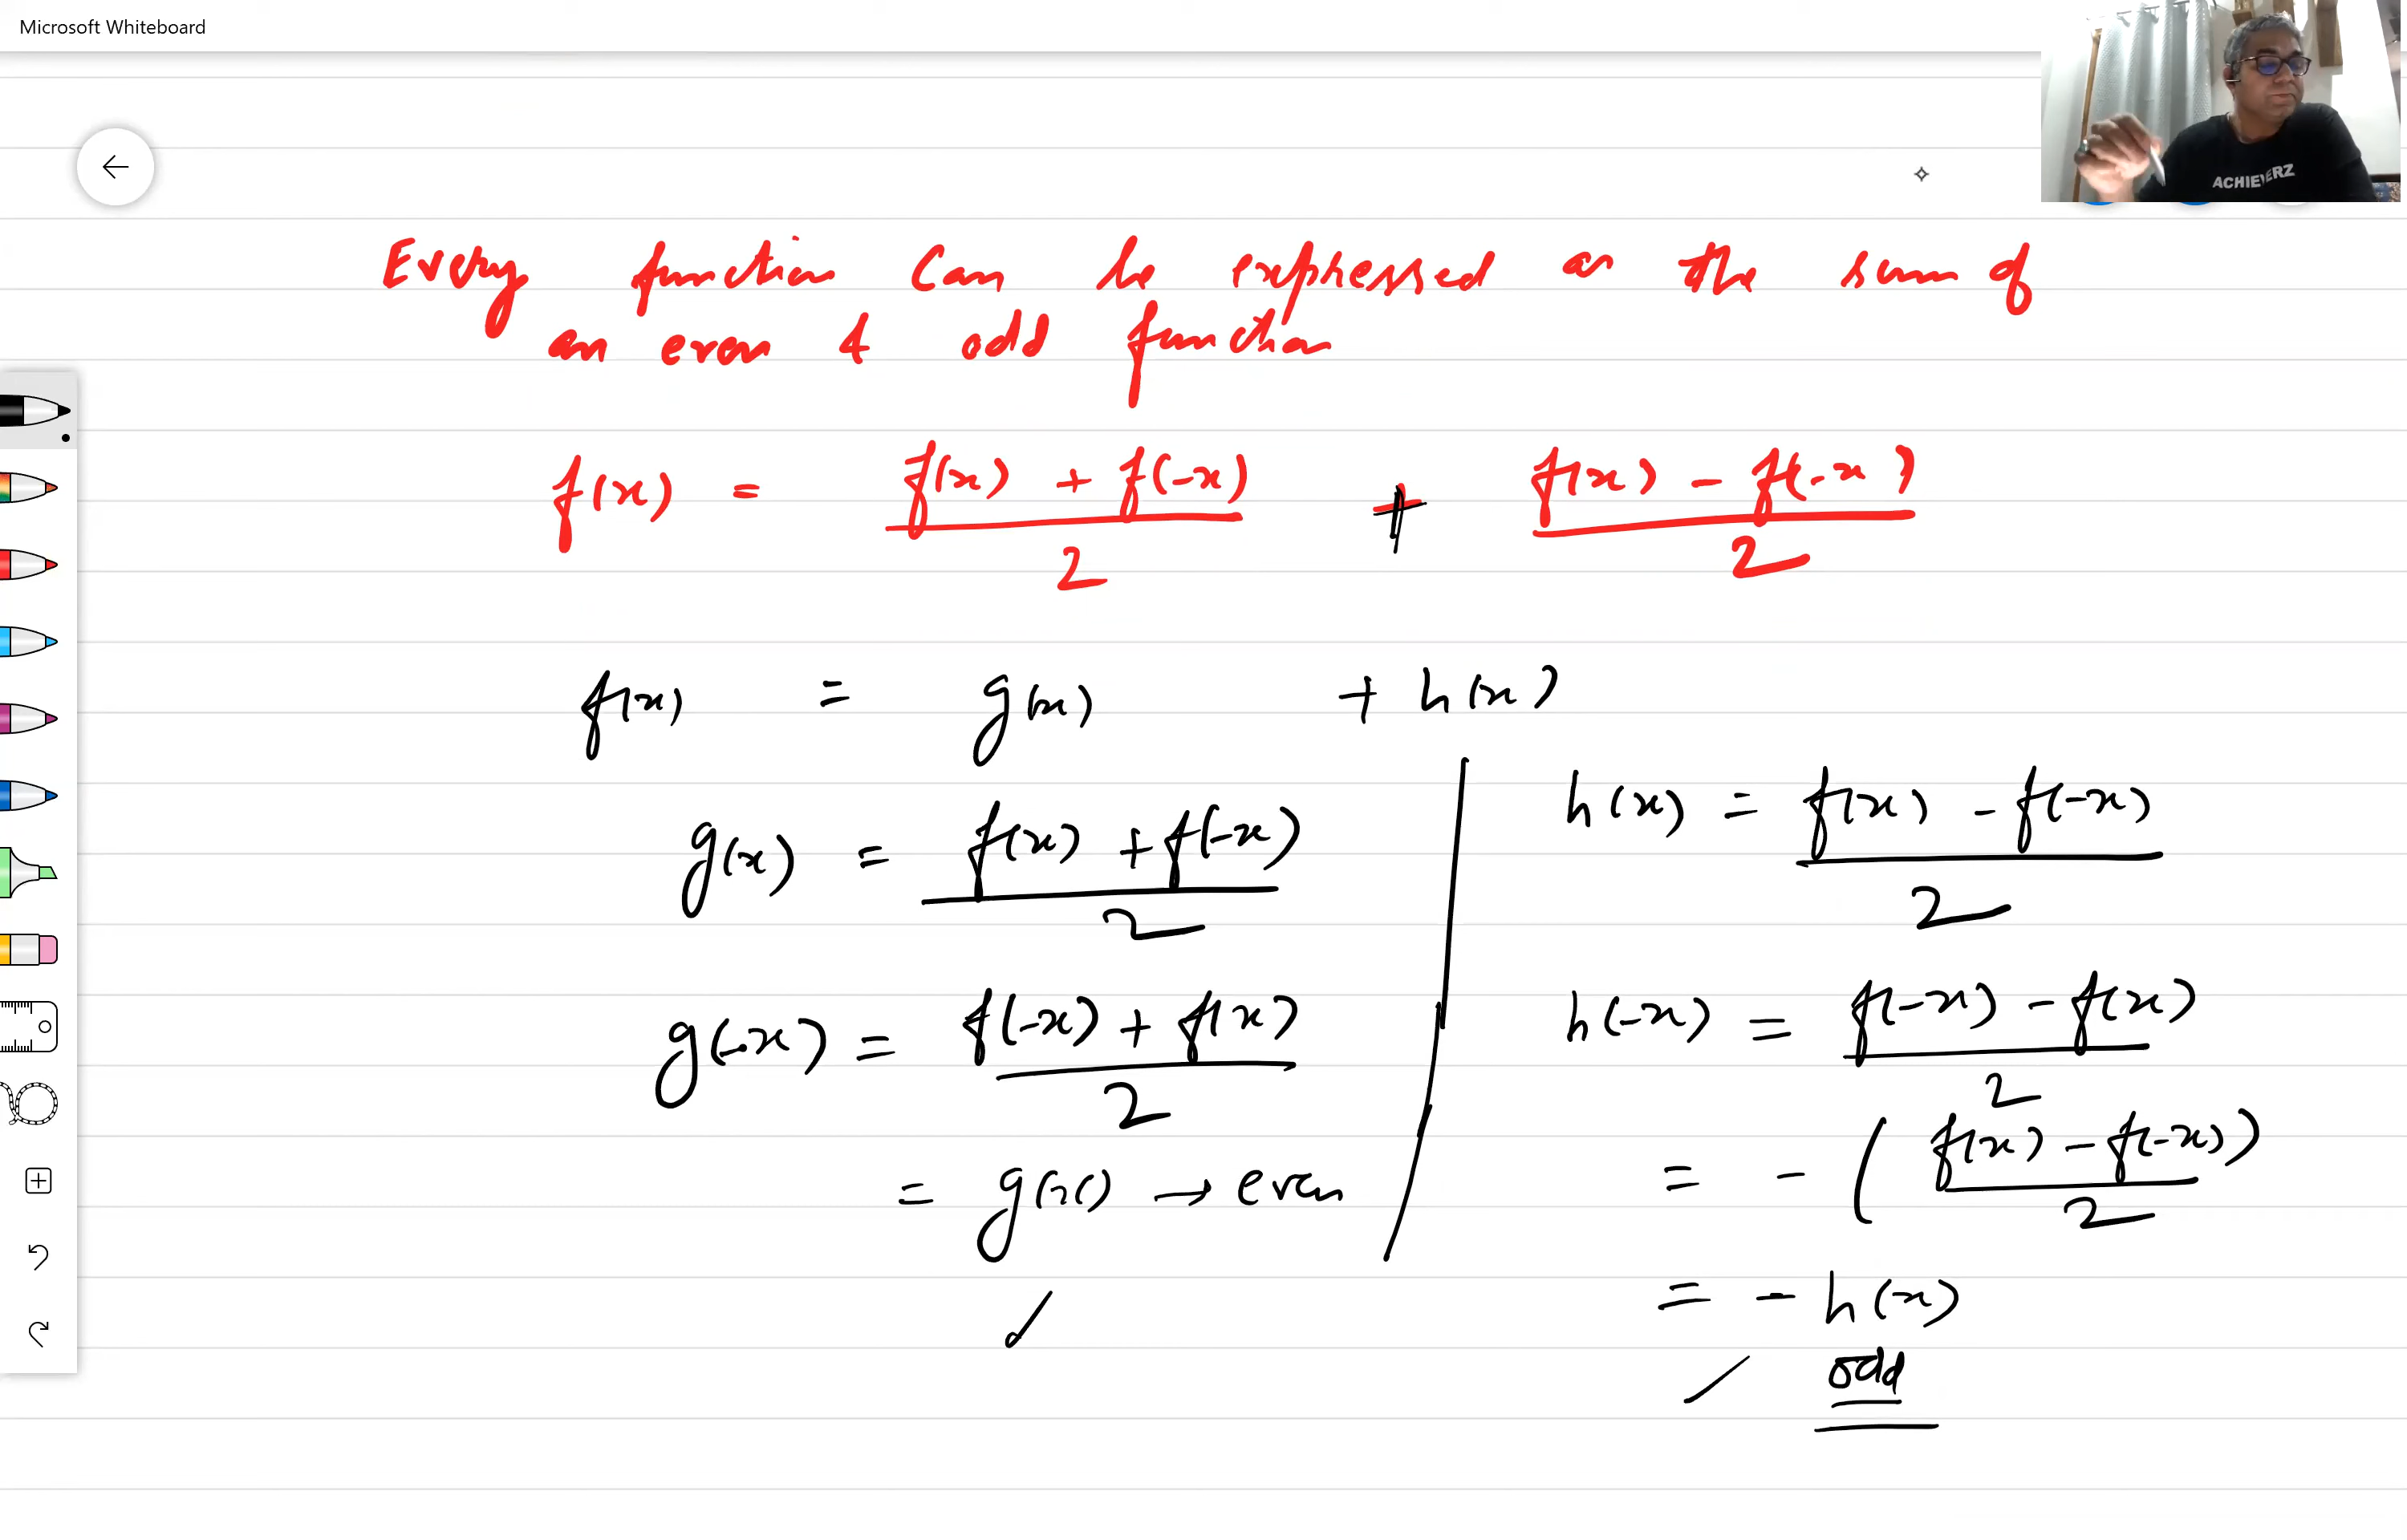 Microsoft Whiteboard
ACHIEVERZ
Every function can be expressed as the sum of
an even & odd function
f(x) = f(x) + f(-x) / 2 + f(x) - f(-x) / 2
f(x) = g(x) + h(x)
g(x) = f(x) + f(-x) / 2
g(-x) = f(-x) + f(x) / 2
= g(x) → even
h(x) = f(x) - f(-x) / 2
h(-x) = f(-x) - f(x) / 2
= - ( f(x) - f(-x) / 2 )
= - h(x)
odd